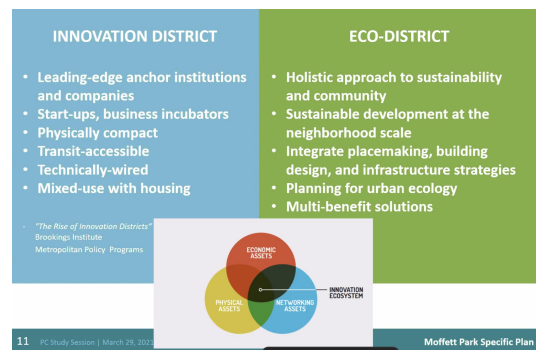 INNOVATION DISTRICT
• Leading-edge anchor institutions
and companies
• Start-ups, business incubators
• Physically compact
• Transit-accessible
• Technically-wired
• Mixed-use with housing
- "The Rise of Innovation Districts"
Brookings Institute
Metropolitan Policy Programs
ECO-DISTRICT
• Holistic approach to sustainability
and community
• Sustainable development at the
neighborhood scale
• Integrate placemaking, building
design, and infrastructure strategies
• Planning for urban ecology
• Multi-benefit solutions
ECONOMIC
ASSETS
PHYSICAL
ASSETS
NETWORKING
ASSETS
INNOVATION
ECOSYSTEM
11 PC Study Session | March 29, 2021
Moffett Park Specific Plan